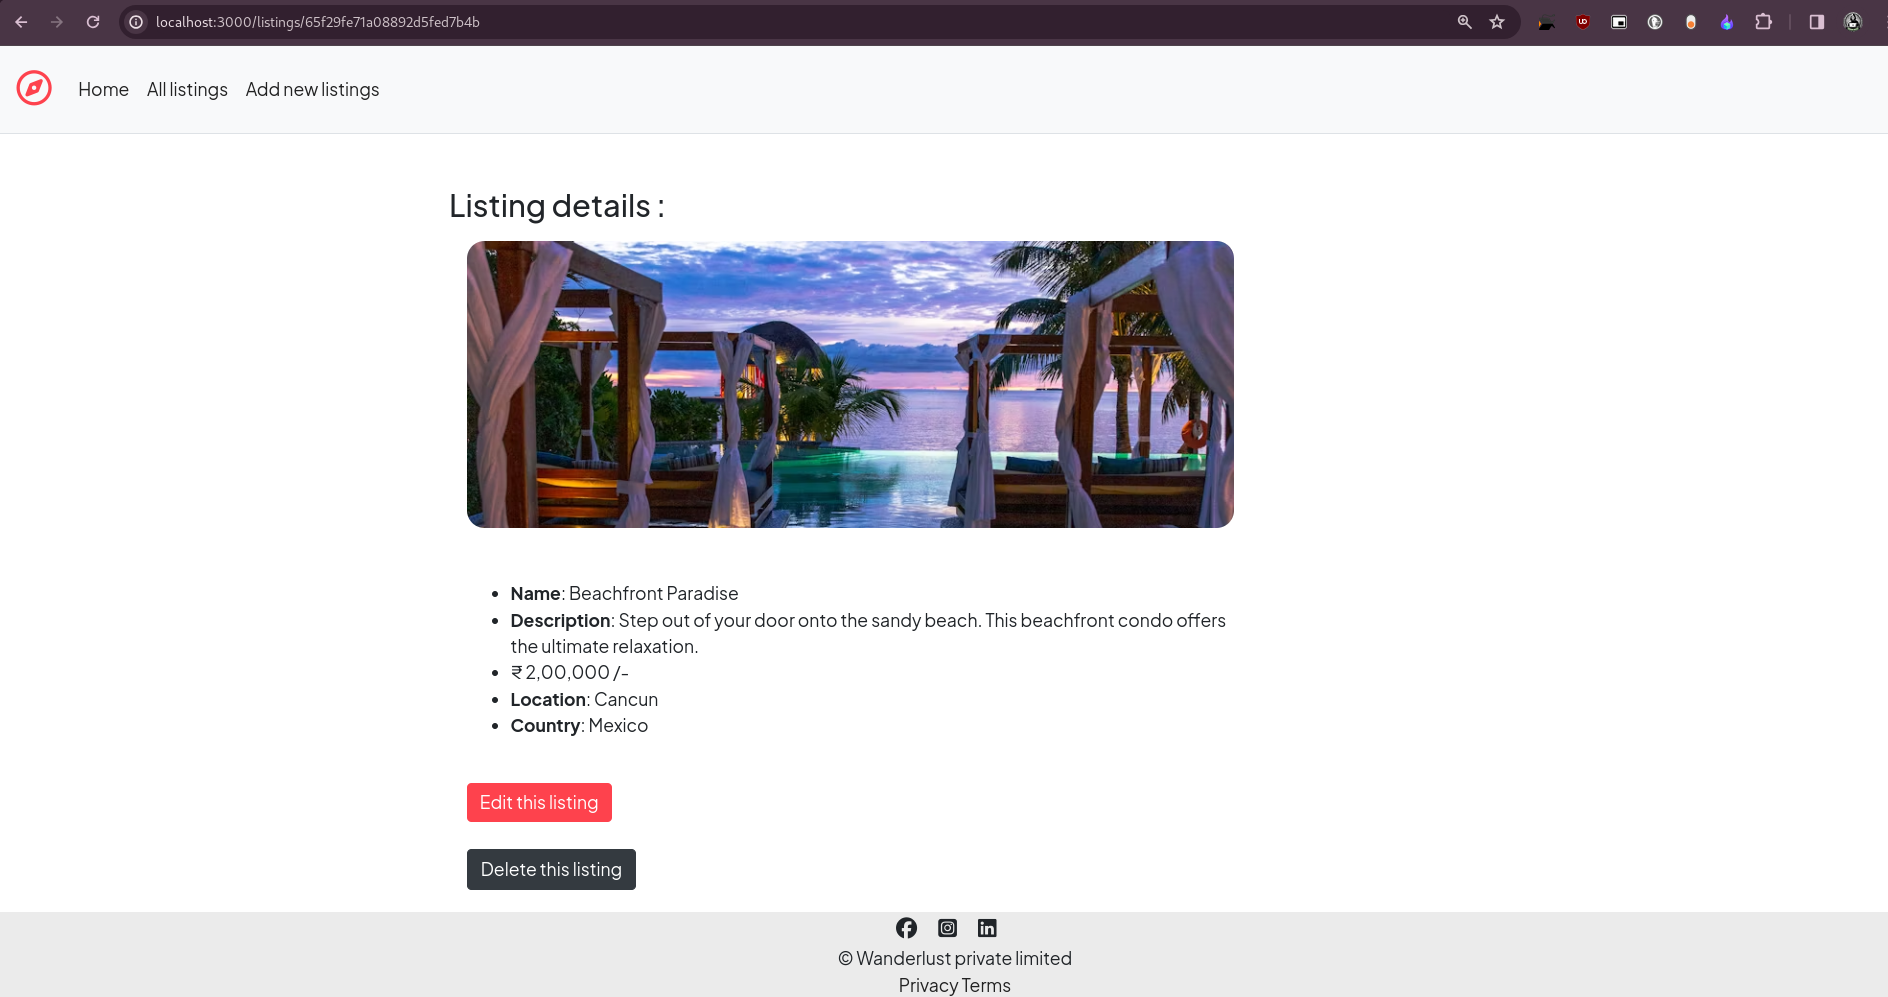 localhost:3000/listings/65f29fe71a08892d5fed7b4b
Home All listings Add new listings
Listing details :
Name: Beachfront Paradise
Description: Step out of your door onto the sandy beach. This beachfront condo offers
the ultimate relaxation.
₹ 2,00,000 /-
Location: Cancun
Country: Mexico
Edit this listing
Delete this listing
© Wanderlust private limited
Privacy Terms